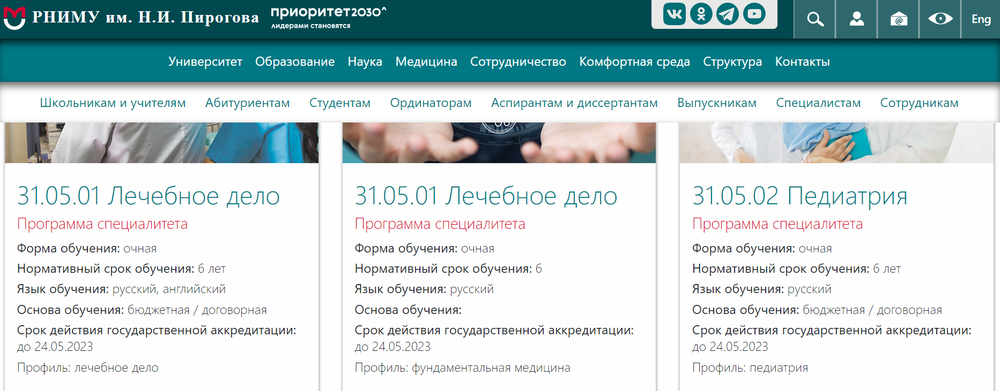 РНИМУ им. Н.И. Пирогова
приоритет2030^
лидерами становятся
@
Eng
Университет Образование Наука Медицина Сотрудничество Комфортная среда Структура Контакты
Школьникам и учителям Абитуриентам Студентам Ординаторам Аспирантам и диссертантам Выпускникам Специалистам Сотрудникам
31.05.01 Лечебное дело
Программа специалитета
Форма обучения: очная
Нормативный срок обучения: 6 лет
Язык обучения: русский, английский
Основа обучения: бюджетная / договорная
Срок действия государственной аккредитации:
до 24.05.2023
Профиль: лечебное дело
31.05.01 Лечебное дело
Программа специалитета
Форма обучения: очная
Нормативный срок обучения: 6
Язык обучения: русский
Основа обучения:
Срок действия государственной аккредитации:
до 24.05.2023
Профиль: фундаментальная медицина
31.05.02 Педиатрия
Программа специалитета
Форма обучения: очная
Нормативный срок обучения: 6 лет
Язык обучения: русский
Основа обучения: бюджетная / договорная
Срок действия государственной аккредитации:
до 24.05.2023
Профиль: педиатрия